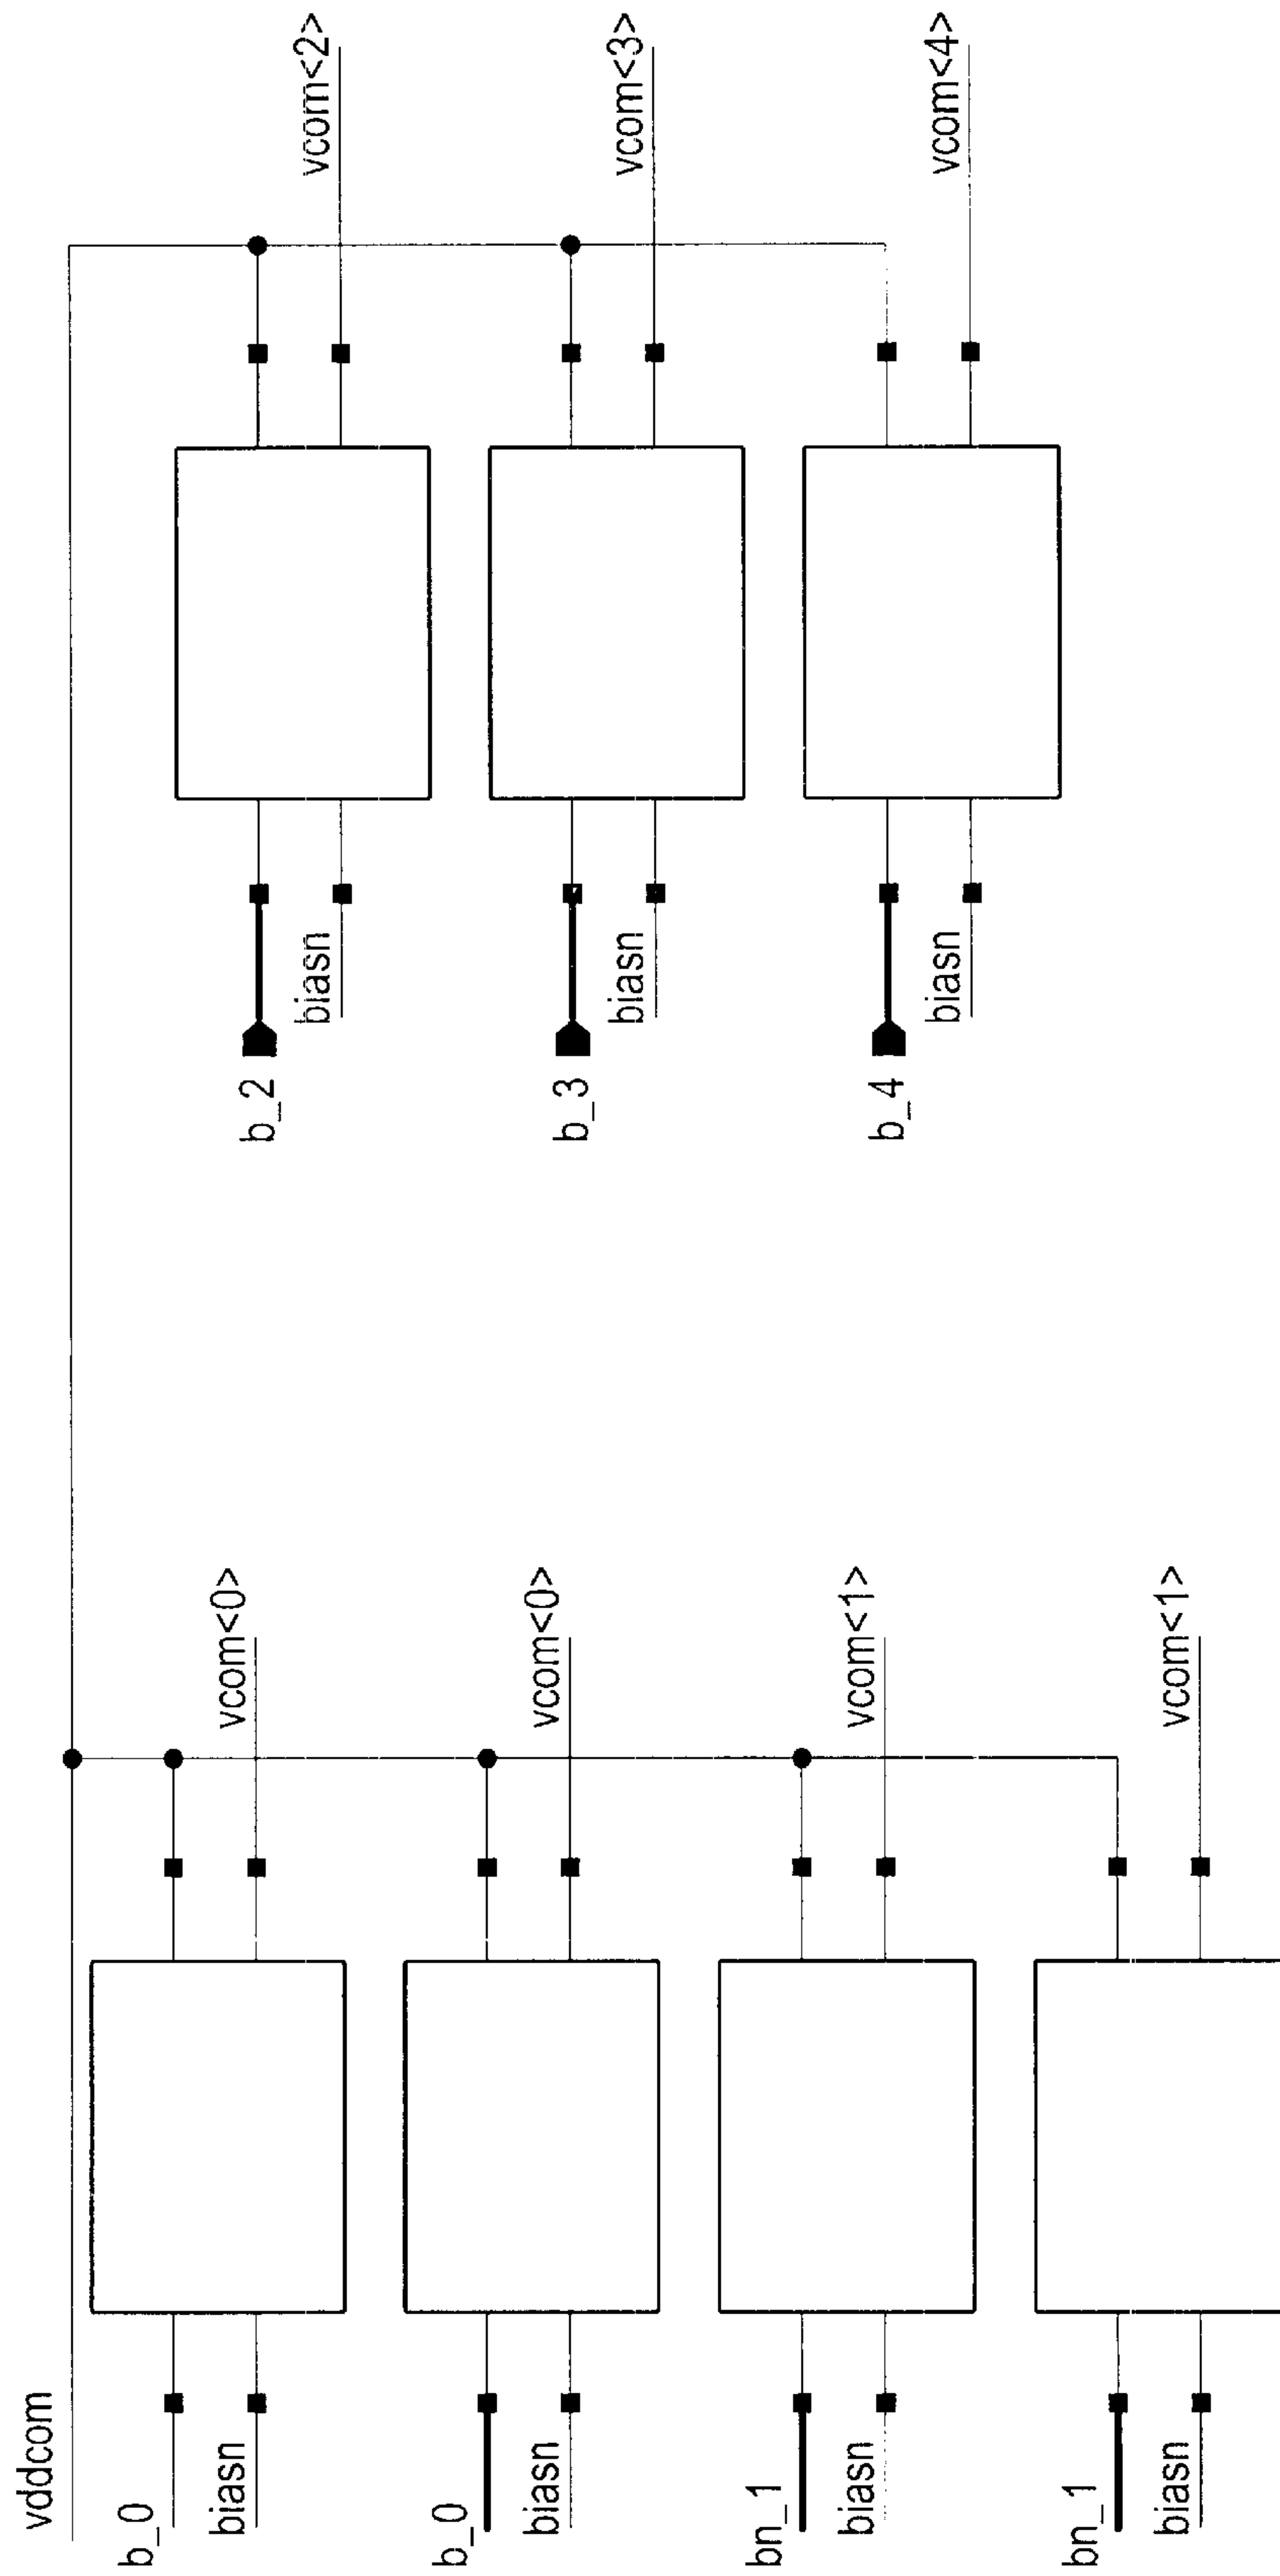 vddcom
b_0
biasn
vcom<0>
b_0
biasn
vcom<0>
bn_1
biasn
vcom<1>
bn_1
biasn
vcom<1>
b_2
biasn
vcom<2>
b_3
biasn
vcom<3>
b_4
biasn
vcom<4>